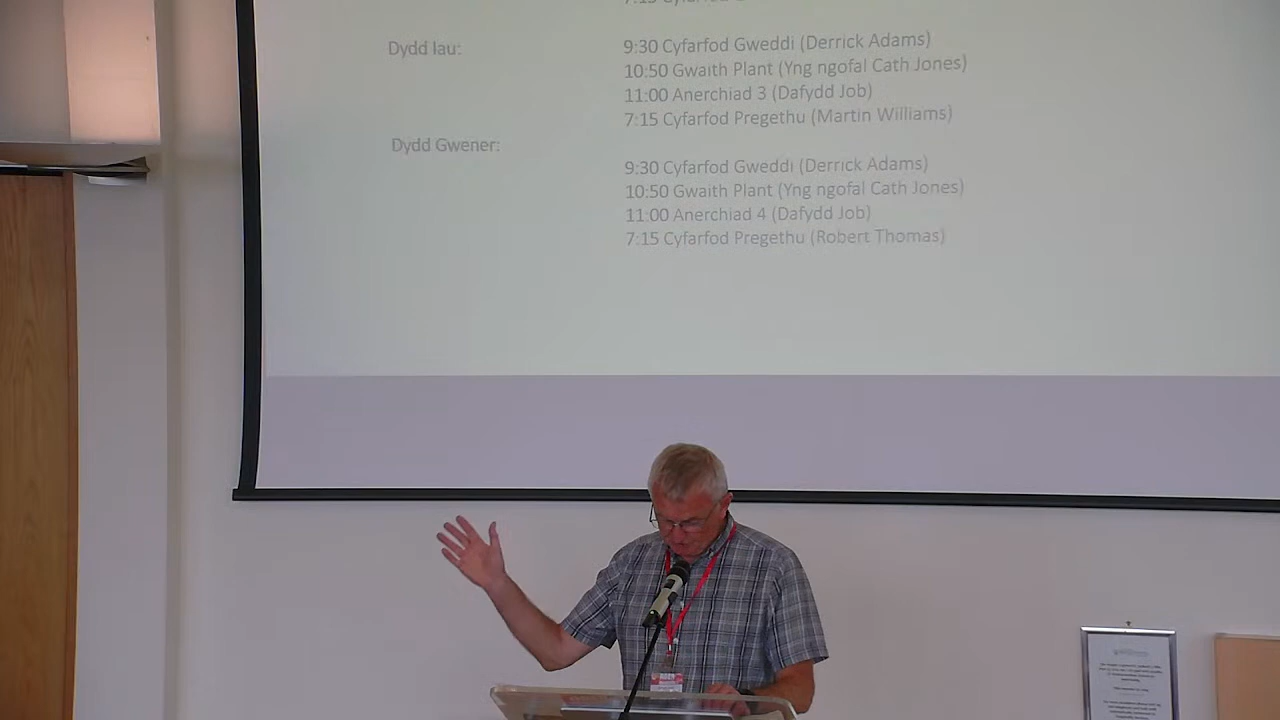 7:15
Dydd Iau:
9:30 Cyfarfod Gweddi (Derrick Adams)
10:50 Gwaith Plant (Yng ngofal Cath Jones)
11:00 Anerchiad 3 (Dafydd Job)
7:15 Cyfarfod Pregethu (Martin Williams)
Dydd Gwener:
9:30 Cyfarfod Gweddi (Derrick Adams)
10:50 Gwaith Plant (Yng ngofal Cath Jones)
11:00 Anerchiad 4 (Dafydd Job)
7:15 Cyfarfod Pregethu (Robert Thomas)